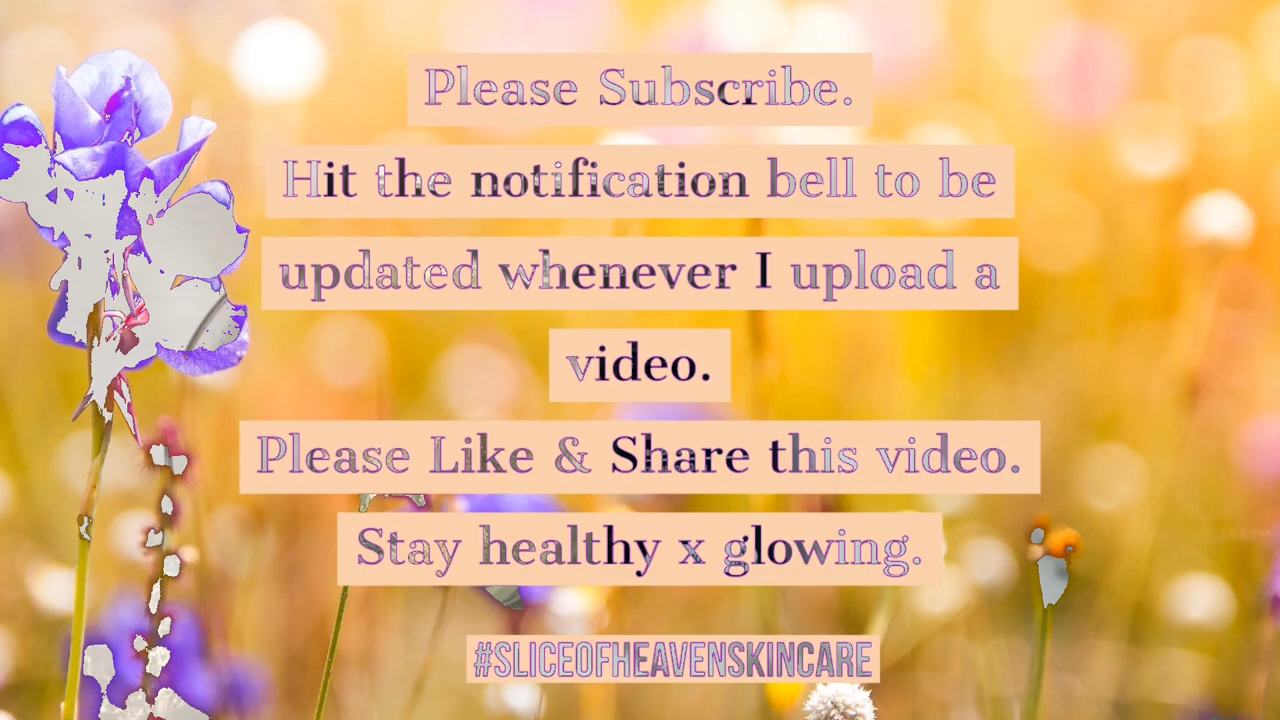 Please Subscribe.
Hit the notification bell to be
updated whenever I upload a
video.
Please Like & Share this video.
Stay healthy x glowing.
#SLICEOFHEAVENSKINCARE